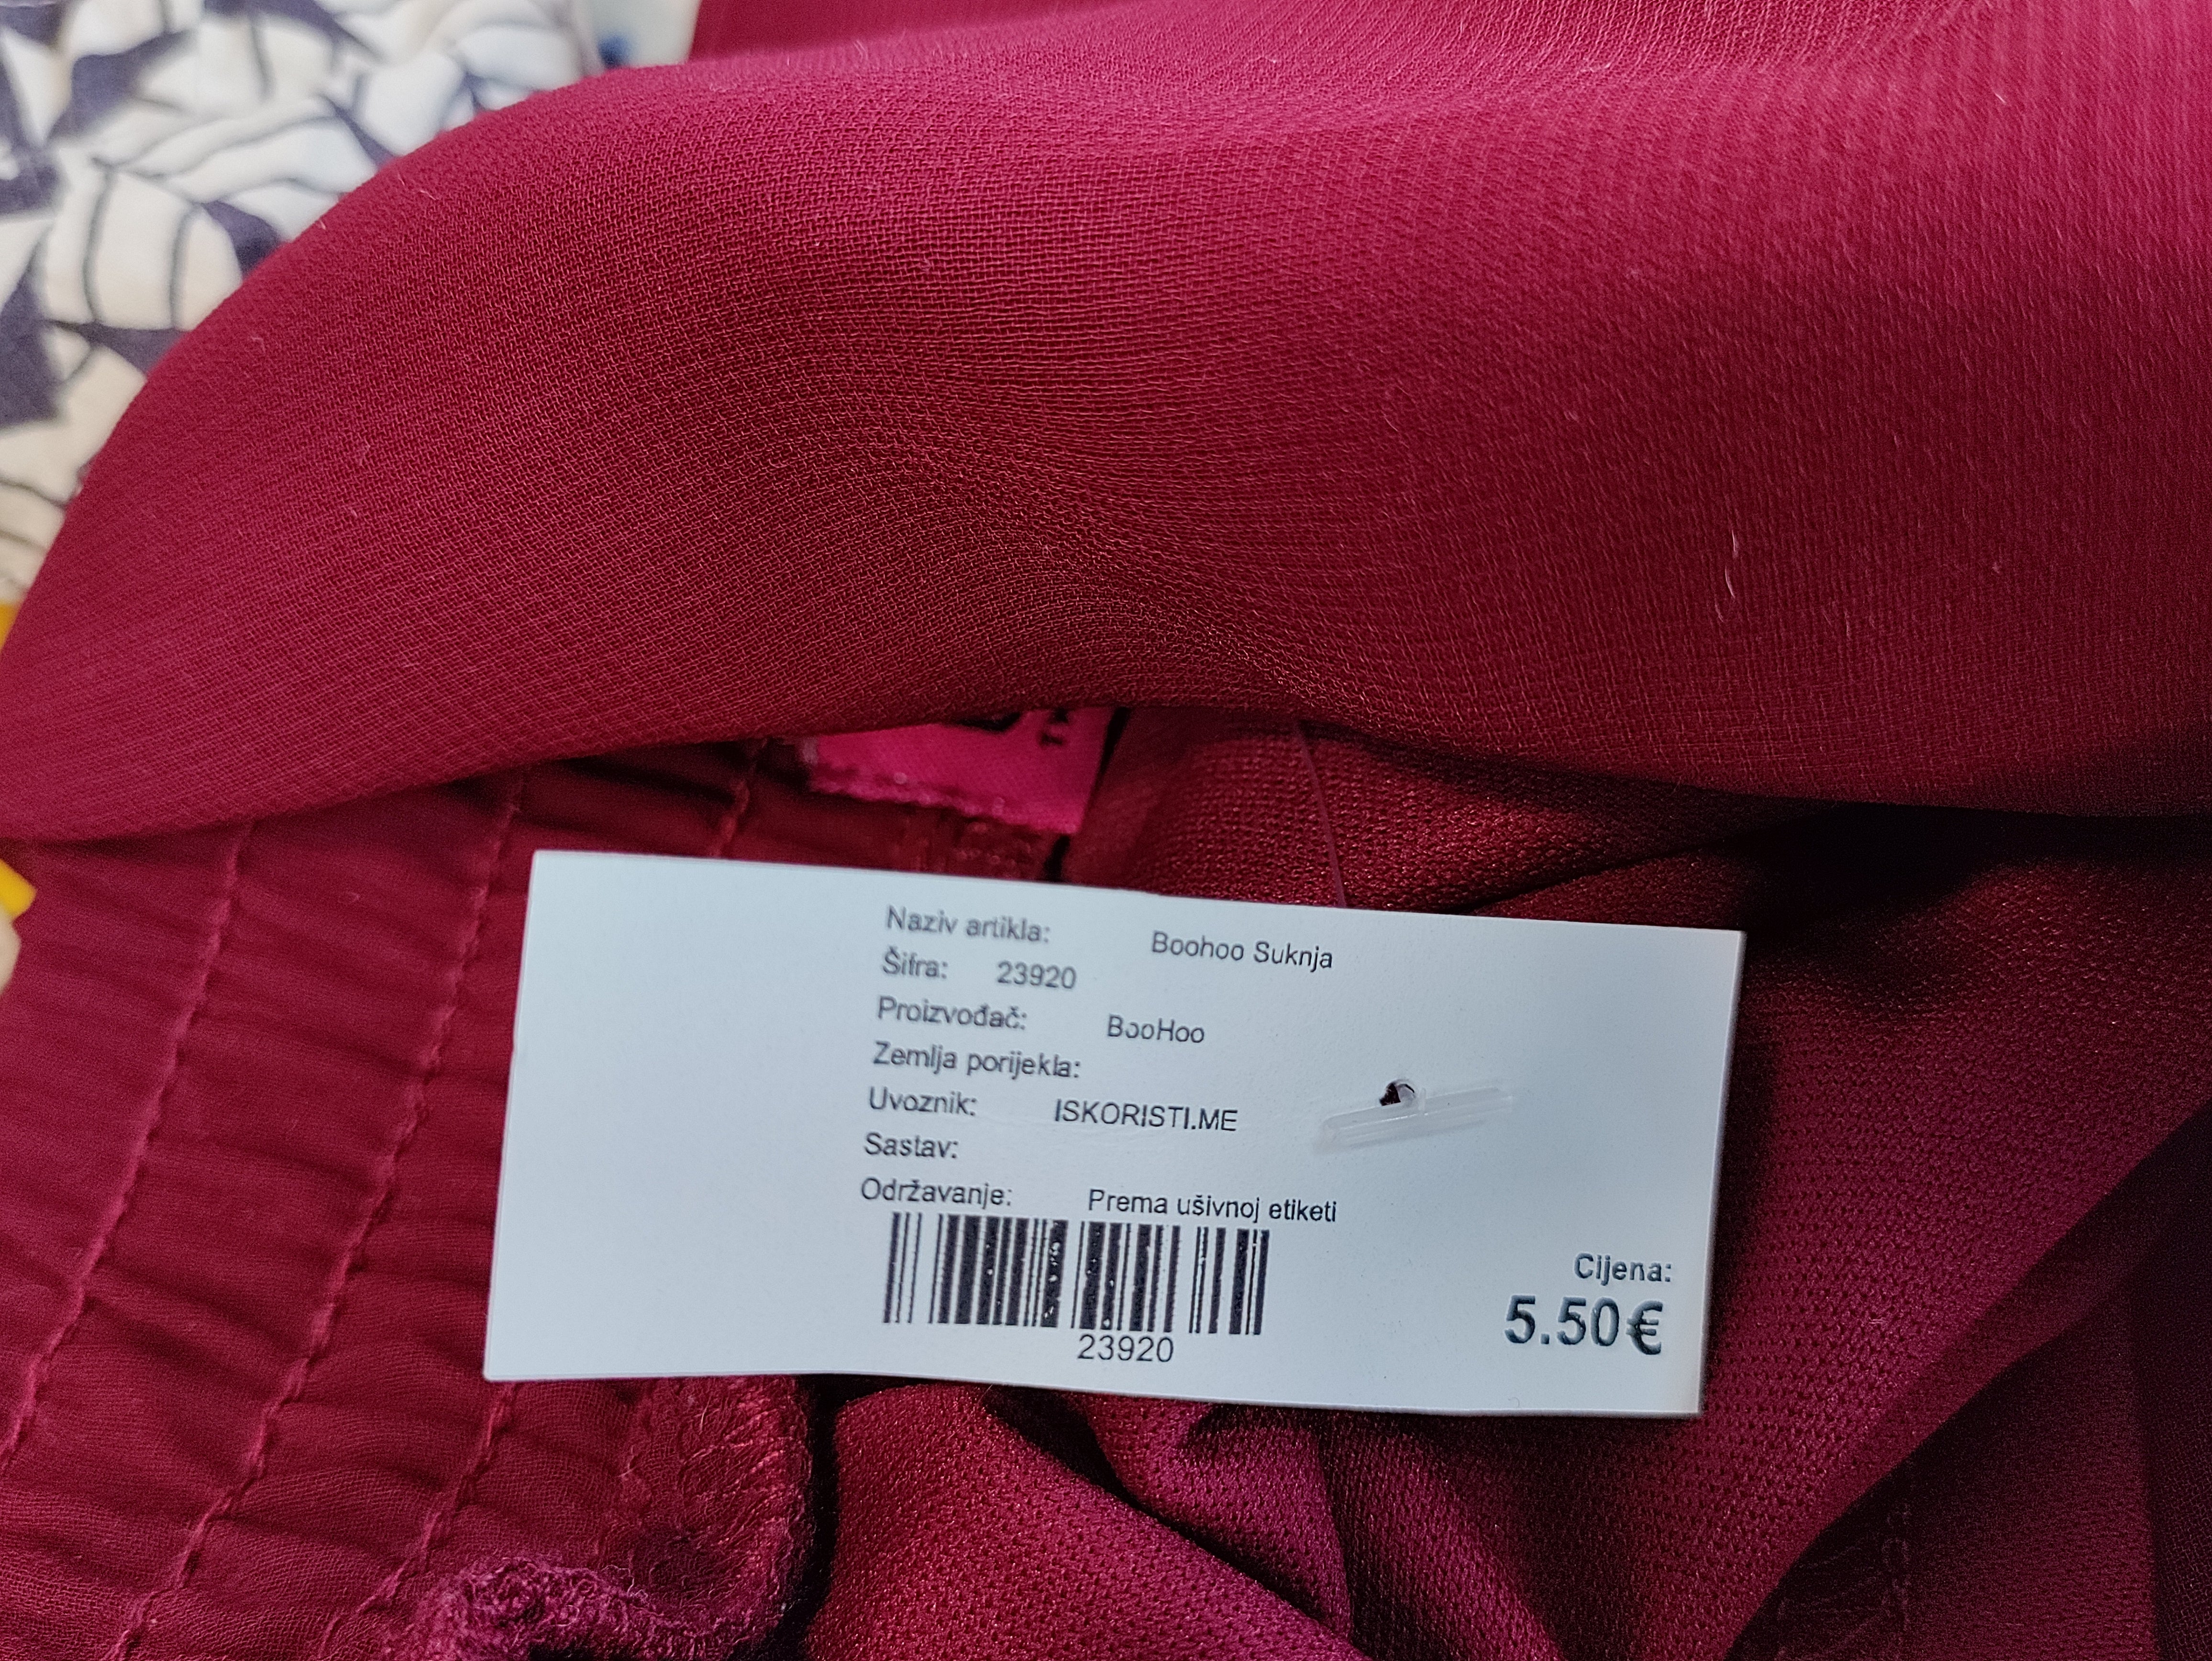 Naziv artikla: Boohoo Suknja
Šifra: 23920
Proizvođač: BooHoo
Zemlja porijekla:
Uvoznik: ISKORISTI.ME
Sastav:
Održavanje: Prema ušivnoj etiketi
23920
Cijena:
5.50€